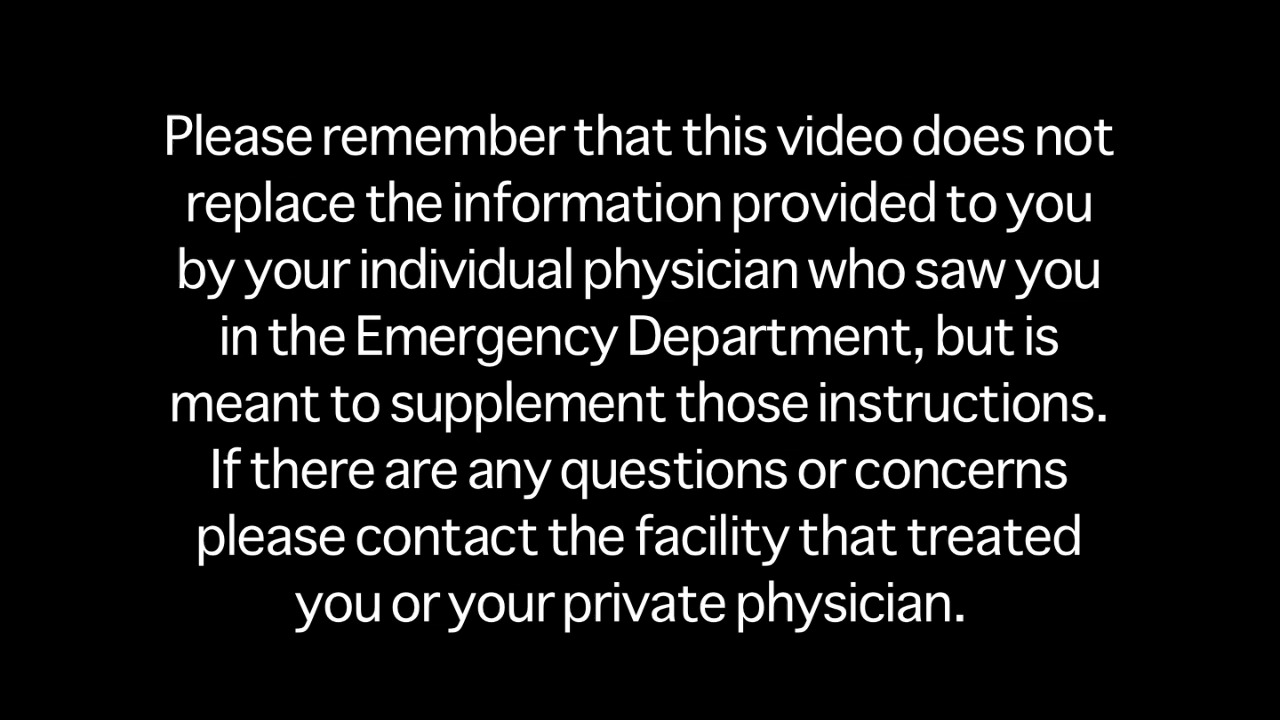 Please remember that this video does not
replace the information provided to you
by your individual physician who saw you
in the Emergency Department, but is
meant to supplement those instructions.
If there are any questions or concerns
please contact the facility that treated
you or your private physician.